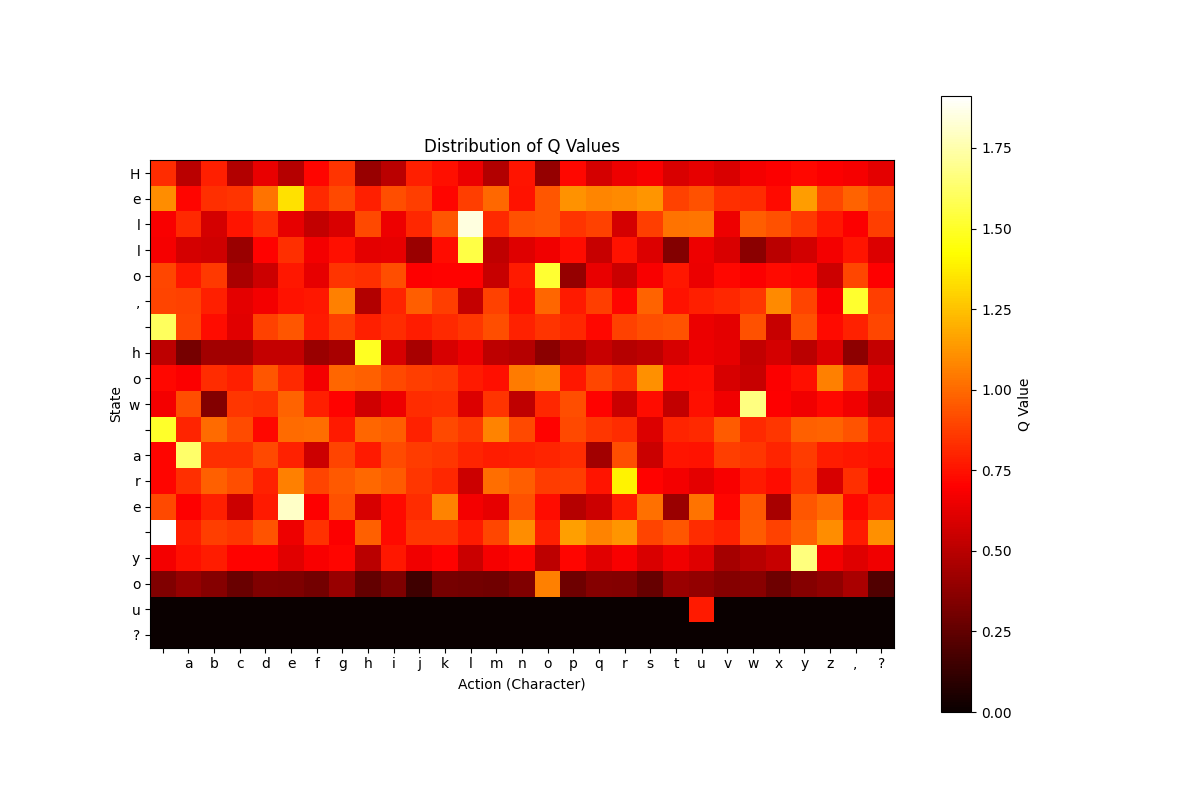 Distribution of Q Values
H
e
l
l
o
,
h
o
w
a
r
e
y
o
u
?
State
a b c d e f g h i j k l m n o p q r s t u v w x y z , ?
Action (Character)
1.75
1.50
1.25
1.00
0.75
0.50
0.25
0.00
Q Value